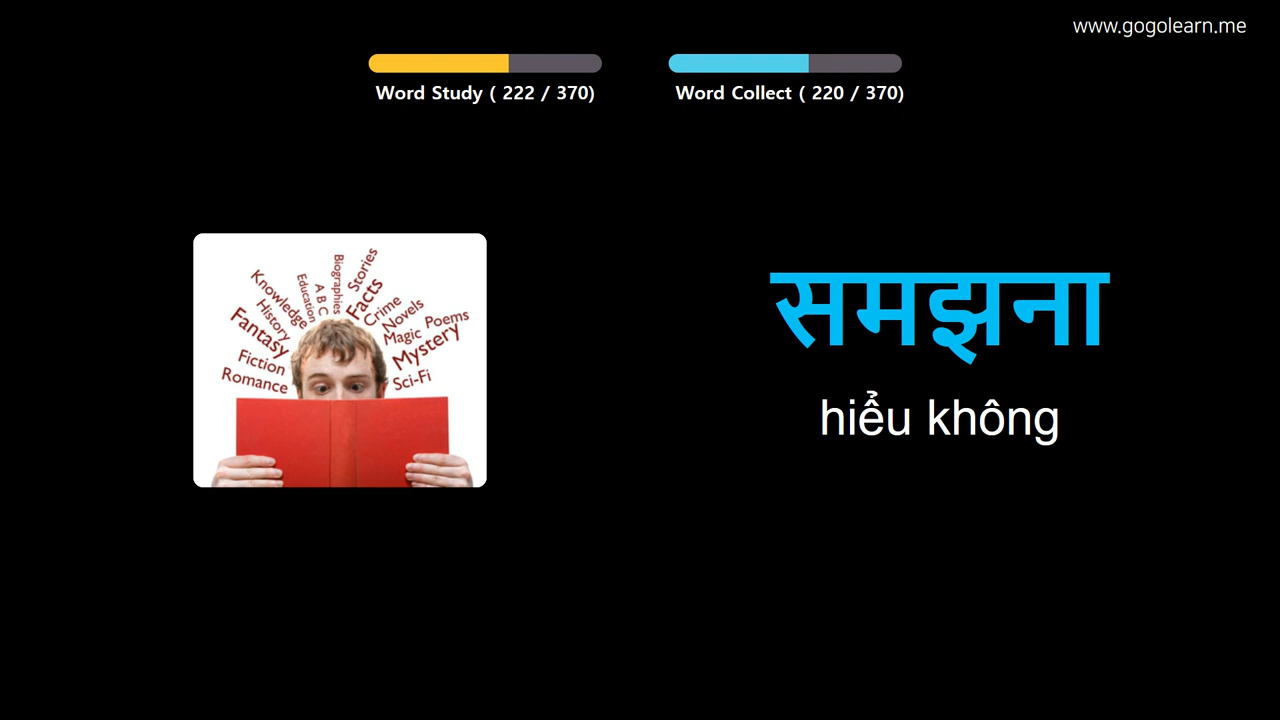 www.gogolearn.me
Word Study ( 222 / 370)
Word Collect ( 220 / 370)
Stories
Biographies
Facts
A B C
Education
Knowledge
Crime
History
Novels
Fantasy
Poems
Magic
Mystery
Fiction
Romance
Sci-Fi
समझना
hiểu không